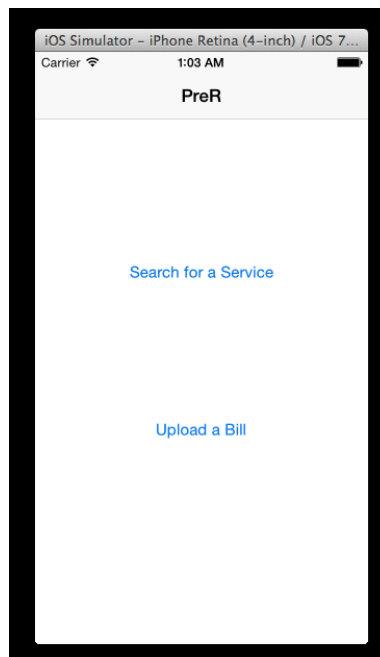 iOS Simulator – iPhone Retina (4-inch) / iOS 7...
Carrier 1:03 AM
PreR
Search for a Service
Upload a Bill